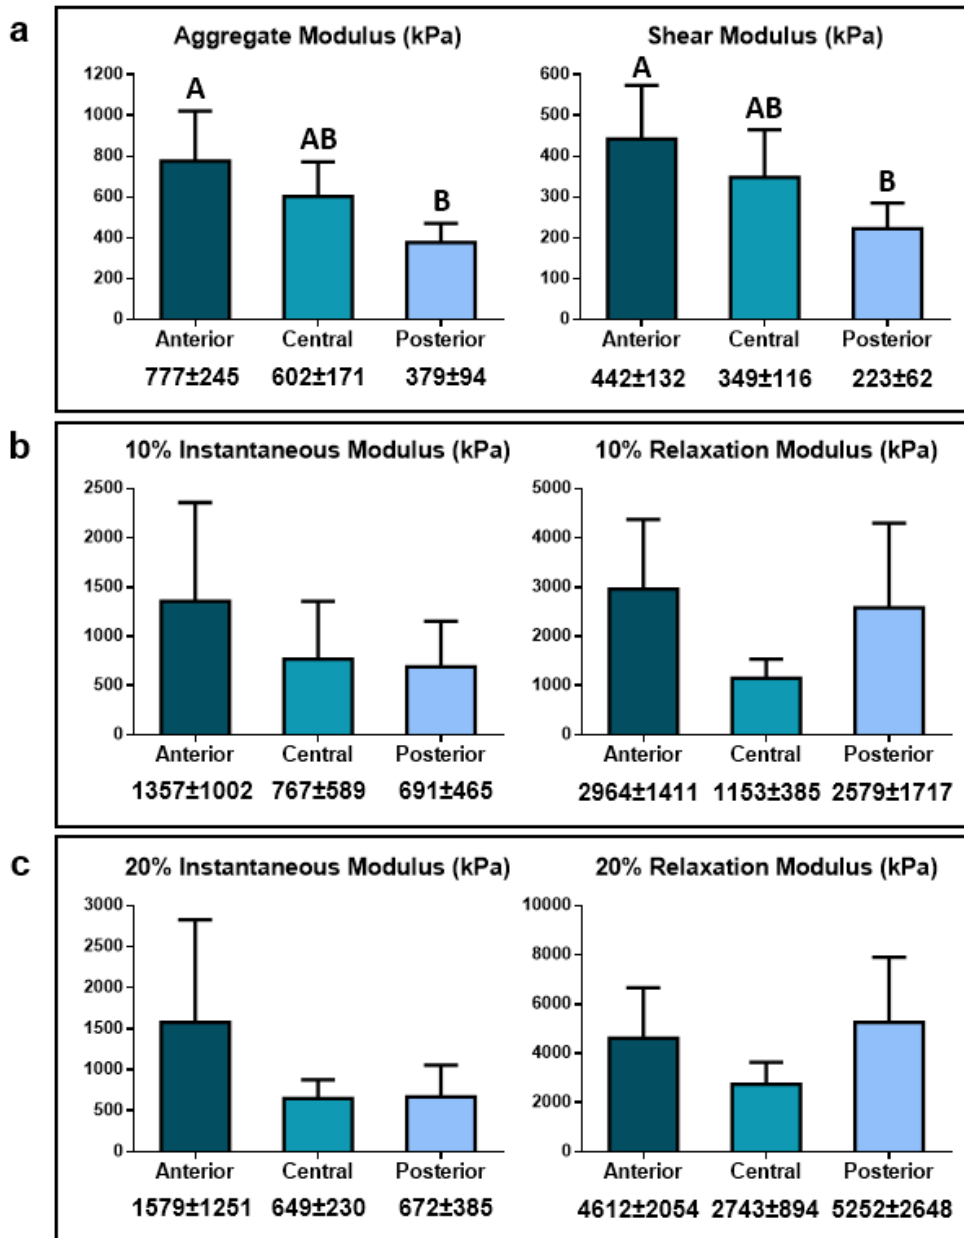 a
Aggregate Modulus (kPa)
1200
1000
800
600
400
200
0
A
AB
B
Anterior Central Posterior
777±245 602±171 379±94
Shear Modulus (kPa)
600
500
400
300
200
100
0
A
AB
B
Anterior Central Posterior
442±132 349±116 223±62
b
10% Instantaneous Modulus (kPa)
2500
2000
1500
1000
500
0
Anterior Central Posterior
1357±1002 767±589 691±465
10% Relaxation Modulus (kPa)
5000
4000
3000
2000
1000
0
Anterior Central Posterior
2964±1411 1153±385 2579±1717
c
20% Instantaneous Modulus (kPa)
3000
2500
2000
1500
1000
500
0
Anterior Central Posterior
1579±1251 649±230 672±385
20% Relaxation Modulus (kPa)
10000
8000
6000
4000
2000
0
Anterior Central Posterior
4612±2054 2743±894 5252±2648